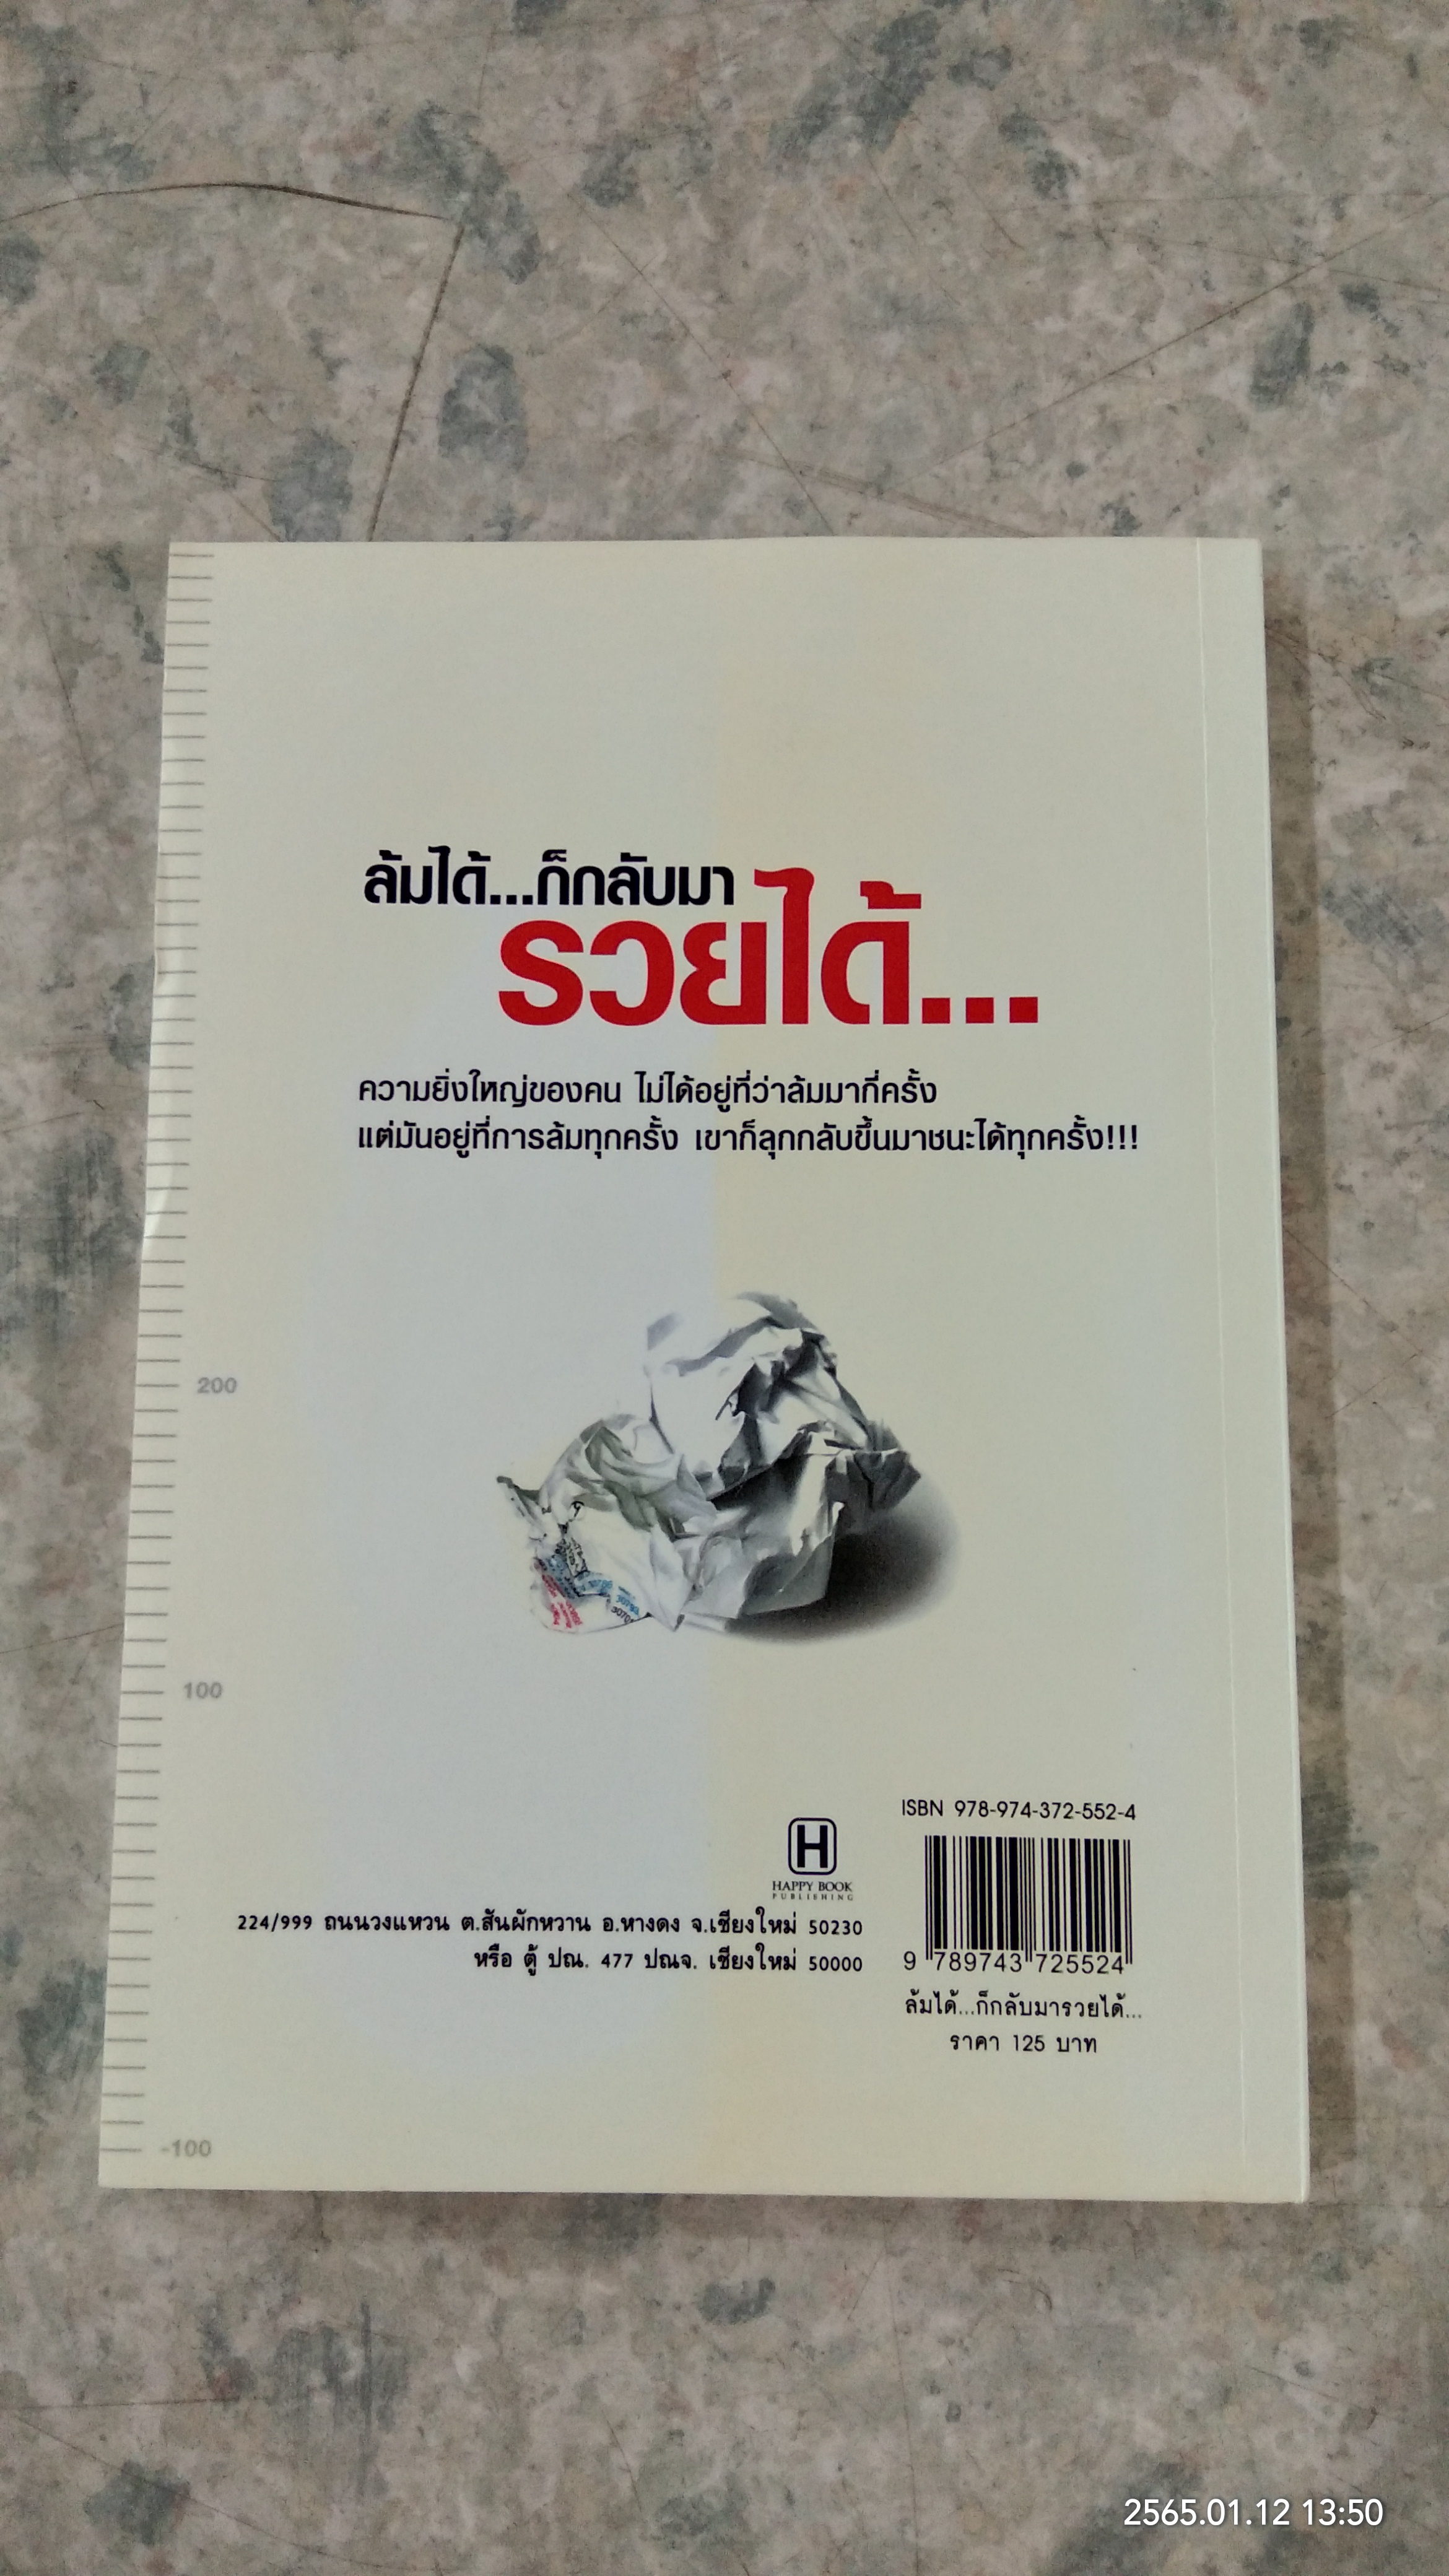 ล้มได้...ก็กลับมา
รวยได้...
ความยิ่งใหญ่ของคน ไม่ได้อยู่ที่ว่าล้มมากี่ครั้ง
แต่มันอยู่ที่การล้มทุกครั้ง เขาก็ลุกกลับขึ้นมาชนะได้ทุกครั้ง!!!
200
100
ISBN 978-974-372-552-4
H
HAPPY BOOK
PUBLISHING
224/999 ถนนวงแหวน ต.สันผักหวาน อ.หางดง จ.เชียงใหม่ 50230
หรือ ตู้ ปณ. 477 ปณจ. เชียงใหม่ 50000
9 789743 725524
ล้มได้...ก็กลับมารวยได้...
ราคา 125 บาท
-100
2565.01.12 13:50